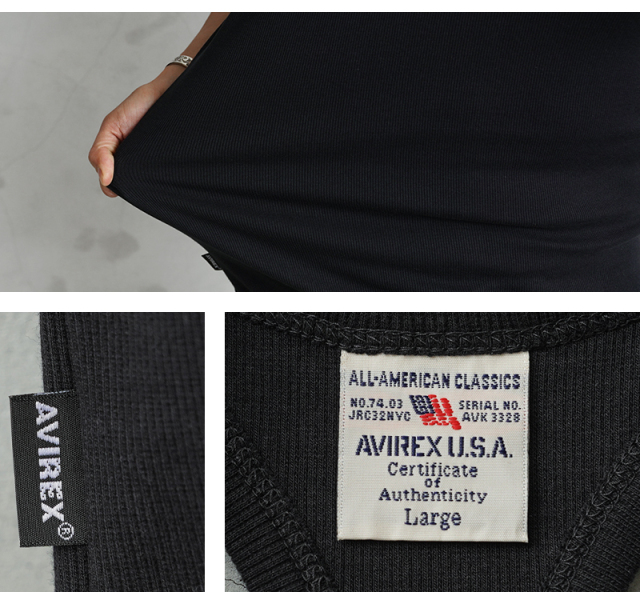 AVIREX®
ALL-AMERICAN CLASSICS
NO.74.03 SERIAL NO.
JRC32NYC AVK 3328
AVIREX U.S.A.
Certificate
of
Authenticity
Large